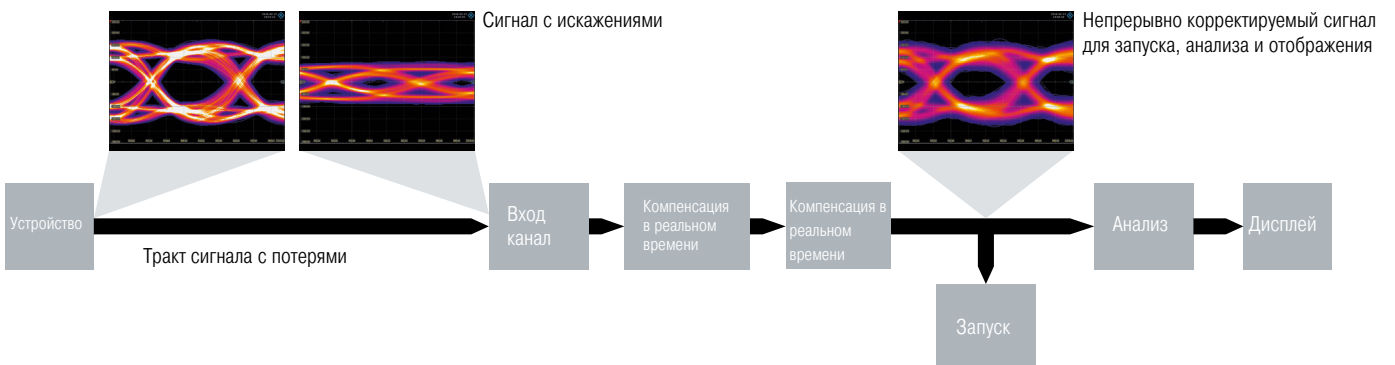 Сигнал с искажениями
Непрерывно корректируемый сигнал
для запуска, анализа и отображения
Устройство
Тракт сигнала с потерями
Вход
канал
Компенсация
в реальном
времени
Компенсация в
реальном
времени
Анализ
Дисплей
Запуск